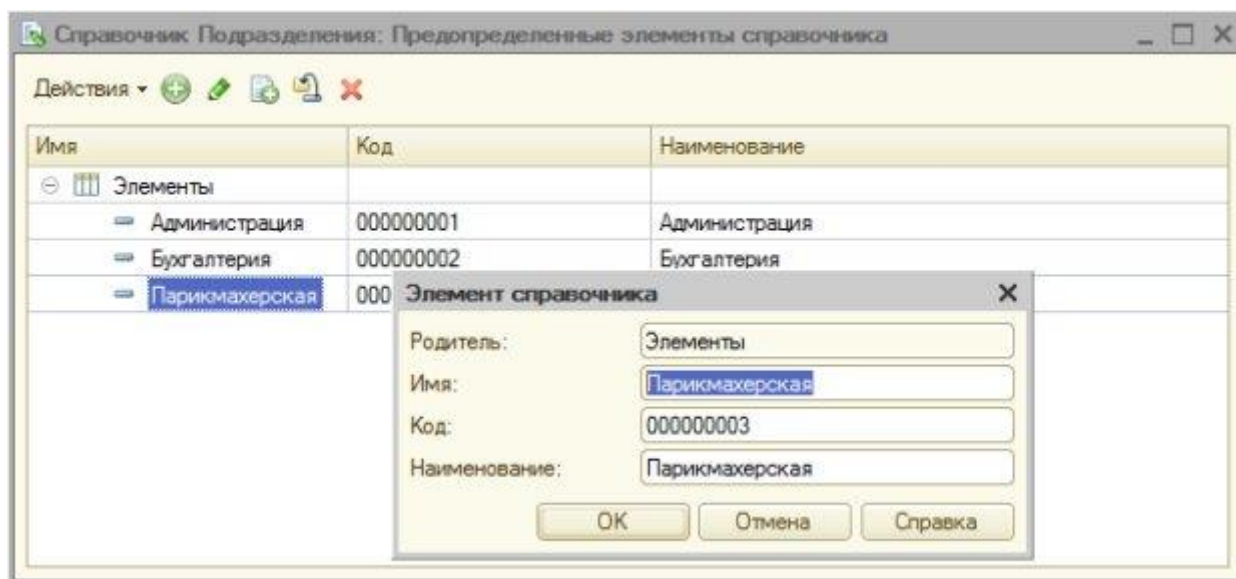 Справочник Подразделения: Предопределенные элементы справочника
Действия
Имя Код Наименование
Элементы
Администрация 000000001 Администрация
Бухгалтерия 000000002 Бухгалтерия
Парикмахерская 000
Элемент справочника
Родитель: Элементы
Имя: Парикмахерская
Код: 000000003
Наименование: Парикмахерская
OK Отмена Справка